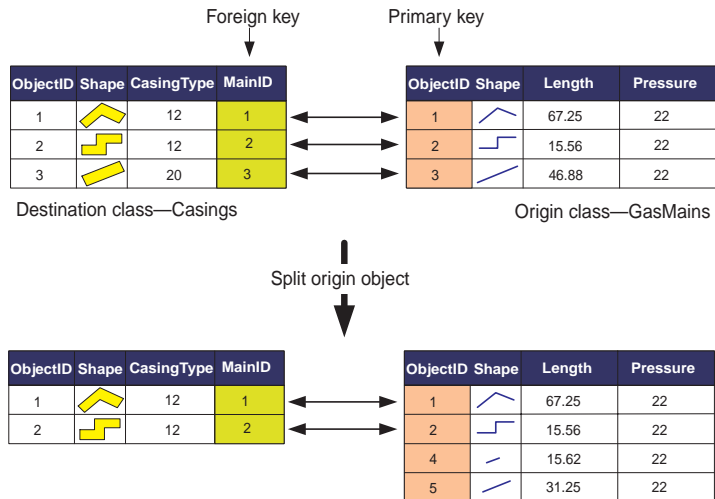 Foreign key Primary key
ObjectID Shape CasingType MainID ObjectID Shape Length Pressure
1 12 1 1 67.25 22
2 12 2 2 15.56 22
3 20 3 3 46.88 22
Destination class—Casings Origin class—GasMains
Split origin object
ObjectID Shape CasingType MainID ObjectID Shape Length Pressure
1 12 1 1 67.25 22
2 12 2 2 15.56 22
4 15.62 22
5 31.25 22